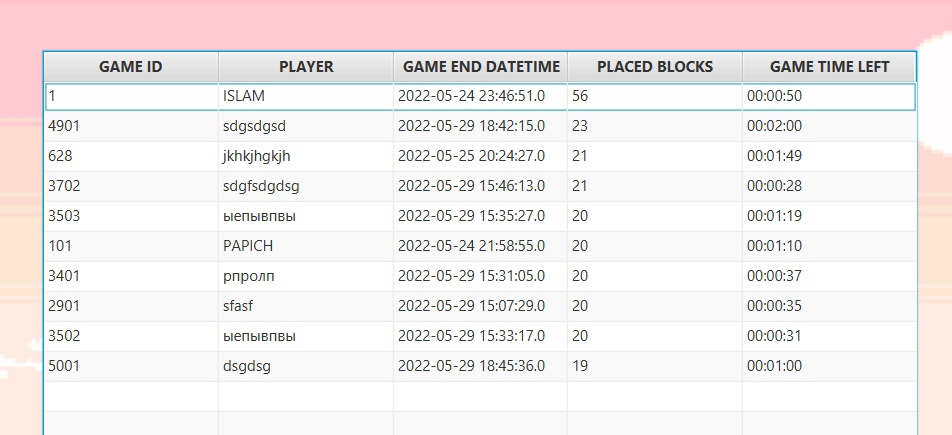 GAME ID PLAYER GAME END DATETIME PLACED BLOCKS GAME TIME LEFT
1 ISLAM 2022-05-24 23:46:51.0 56 00:00:50
4901 sdgsdgsd 2022-05-29 18:42:15.0 23 00:02:00
628 jkhkjhgkjh 2022-05-25 20:24:27.0 21 00:01:49
3702 sdgfsdgdsg 2022-05-29 15:46:13.0 21 00:00:28
3503 ыепывпвы 2022-05-29 15:35:27.0 20 00:01:19
101 PAPICH 2022-05-24 21:58:55.0 20 00:01:10
3401 рпролп 2022-05-29 15:31:05.0 20 00:00:37
2901 sfasf 2022-05-29 15:07:29.0 20 00:00:35
3502 ыепывпвы 2022-05-29 15:33:17.0 20 00:00:31
5001 dsgdsg 2022-05-29 18:45:36.0 19 00:01:00